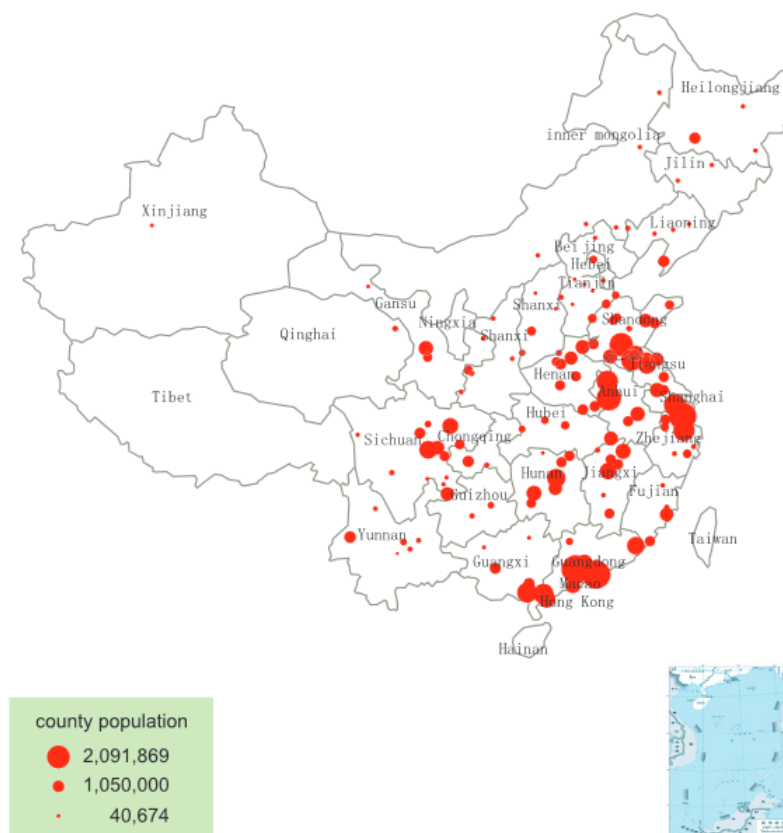 Heilongjiang
inner mongolia
Jilin
Xinjiang
Liaoning
Beijing
Hebei
Tianjin
Gansu
Shanxi
Ningxia
Shandong
Qinghai
Shanxi
Jiangsu
Henan
Tibet
Anhui
Shanghai
Hubei
Sichuan
Chongqing
Zhejiang
Hunan
Jiangxi
Guizhou
Fujian
Yunnan
Taiwan
Guangxi
Guangdong
Macao
Hong Kong
Hainan
county population
2,091,869
1,050,000
40,674